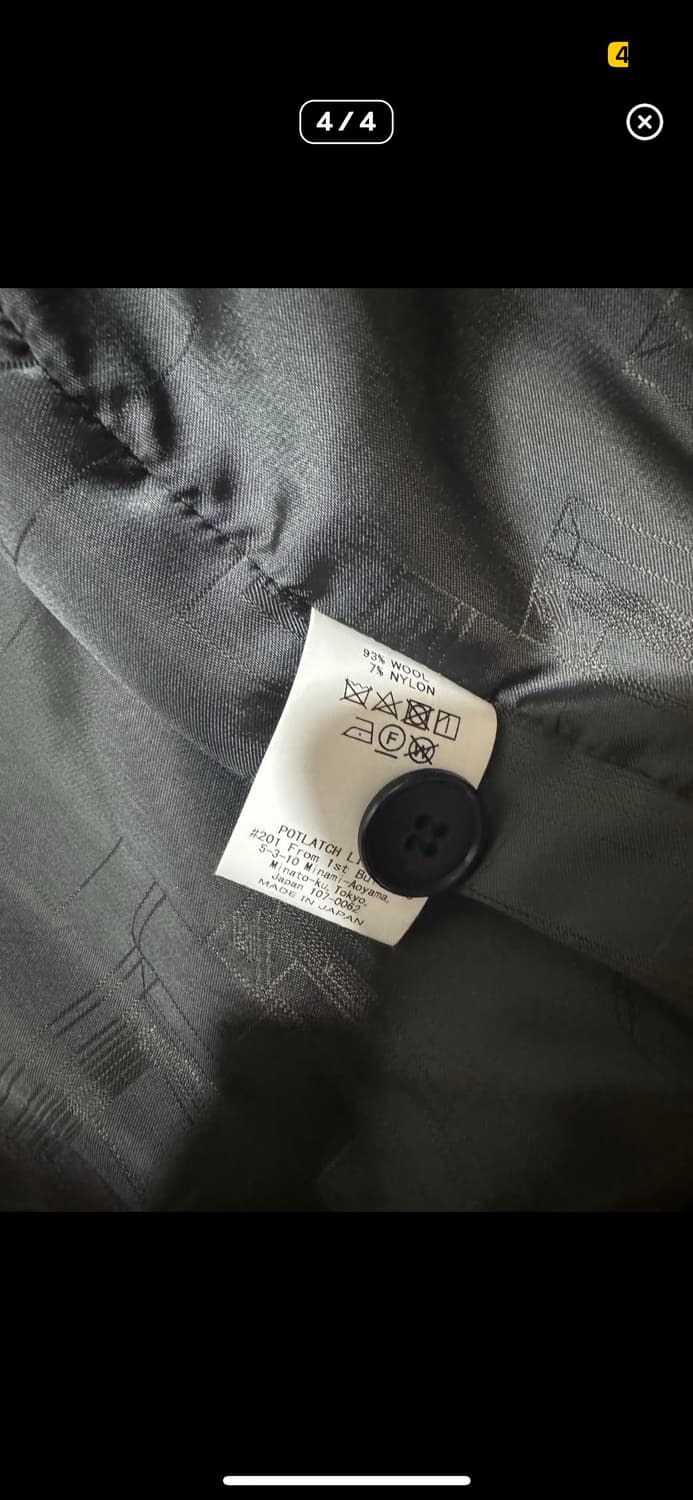 4
4/4
93% WOOL
7% NYLON
F
W
POTLATCH
#201 From 1st
5-3-10 Minami-Aoyama,
Minato-ku, Tokyo,
Japan 107-0062
MADE IN JAPAN